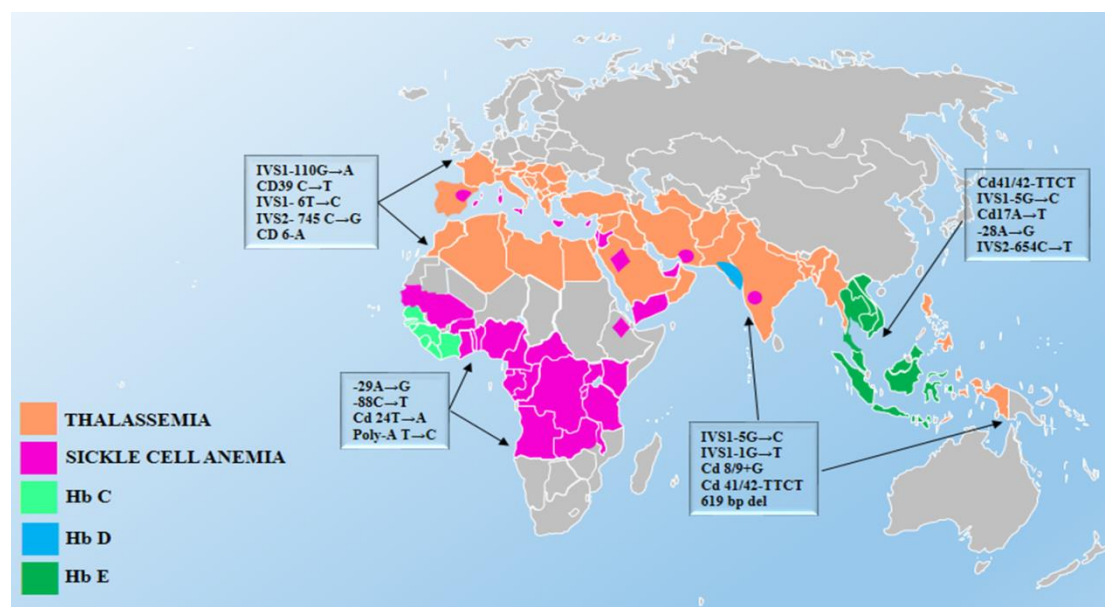 IVS1-110G→A
CD39 C→T
IVS1- 6T→C
IVS2- 745 C→G
CD 6-A
Cd41/42-TTCT
IVS1-5G→C
Cd17A→T
-28A→G
IVS2-654C→T
-29A→G
-88C→T
Cd 24T→A
Poly-A T→C
IVS1-5G→C
IVS1-1G→T
Cd 8/9+G
Cd 41/42-TTCT
619 bp del
THALASSEMIA
SICKLE CELL ANEMIA
Hb C
Hb D
Hb E